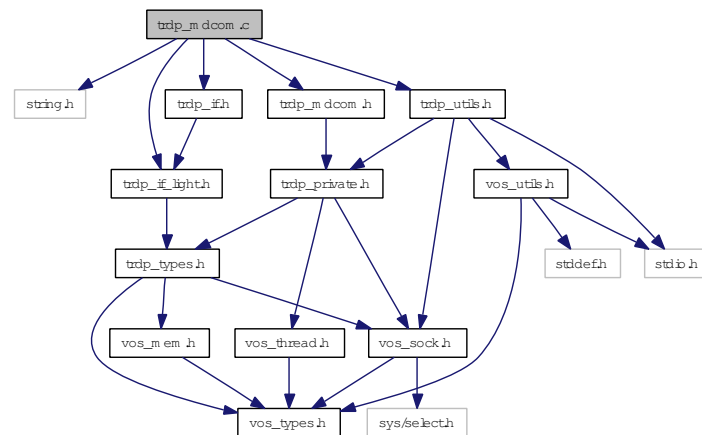 trdp_mdcom.c
string.h
trdp_if.h
trdp_mdcom.h
trdp_utils.h
trdp_if_light.h
trdp_private.h
vos_utils.h
trdp_types.h
stddef.h
stdio.h
vos_mem.h
vos_thread.h
vos_sock.h
vos_types.h
sys/select.h